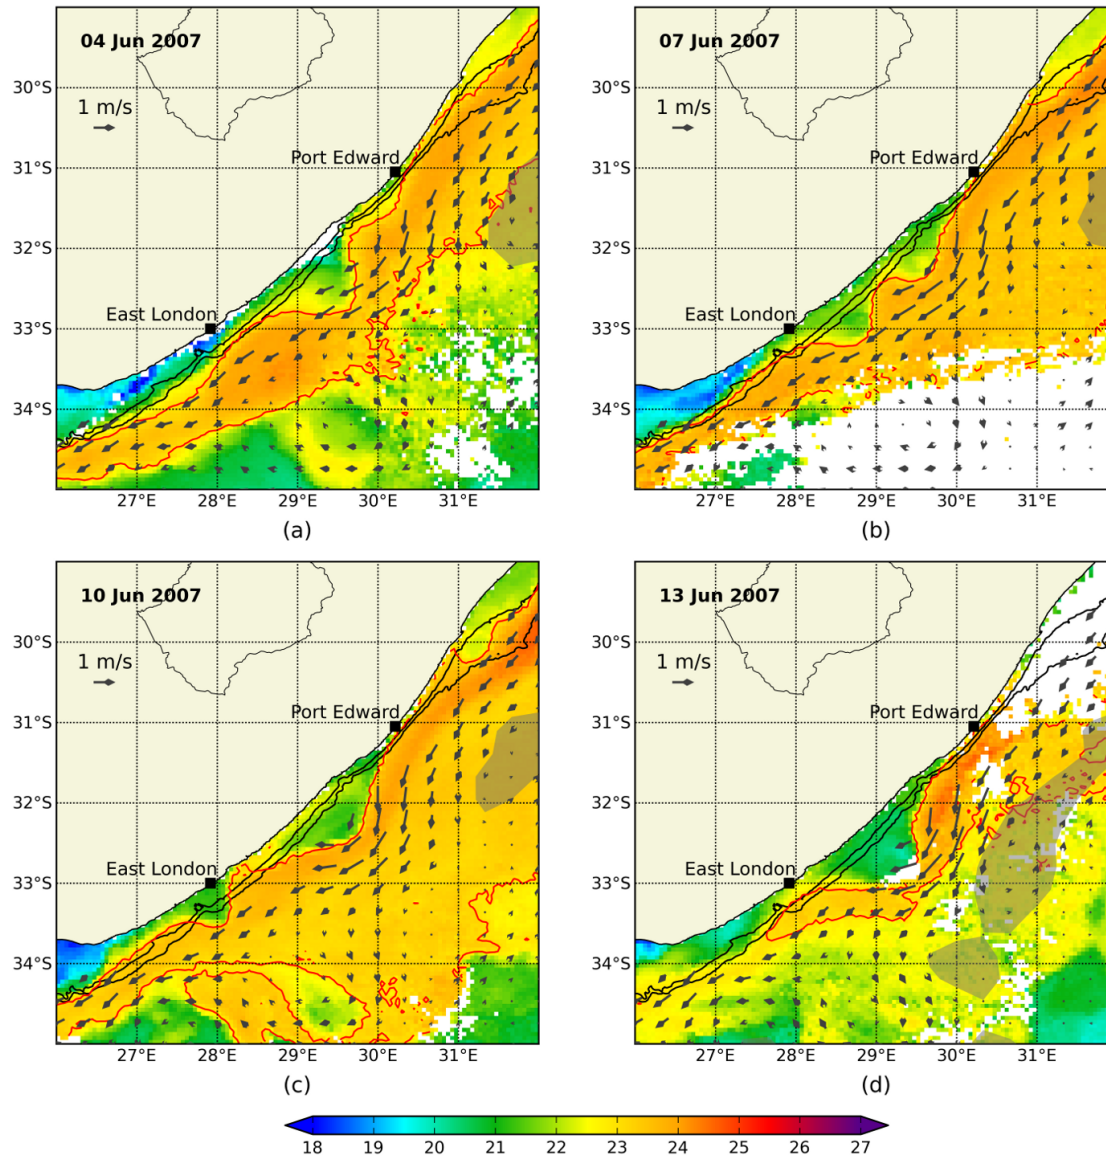 04 Jun 2007
07 Jun 2007
30°S
1 m/s
30°S
1 m/s
Port Edward
Port Edward
31°S
31°S
32°S
32°S
East London
East London
33°S
33°S
34°S
34°S
27°E 28°E 29°E 30°E 31°E
27°E 28°E 29°E 30°E 31°E
(a)
(b)
10 Jun 2007
13 Jun 2007
30°S
1 m/s
30°S
1 m/s
Port Edward
Port Edward
31°S
31°S
32°S
32°S
East London
East London
33°S
33°S
34°S
34°S
27°E 28°E 29°E 30°E 31°E
27°E 28°E 29°E 30°E 31°E
(c)
(d)
18 19 20 21 22 23 24 25 26 27